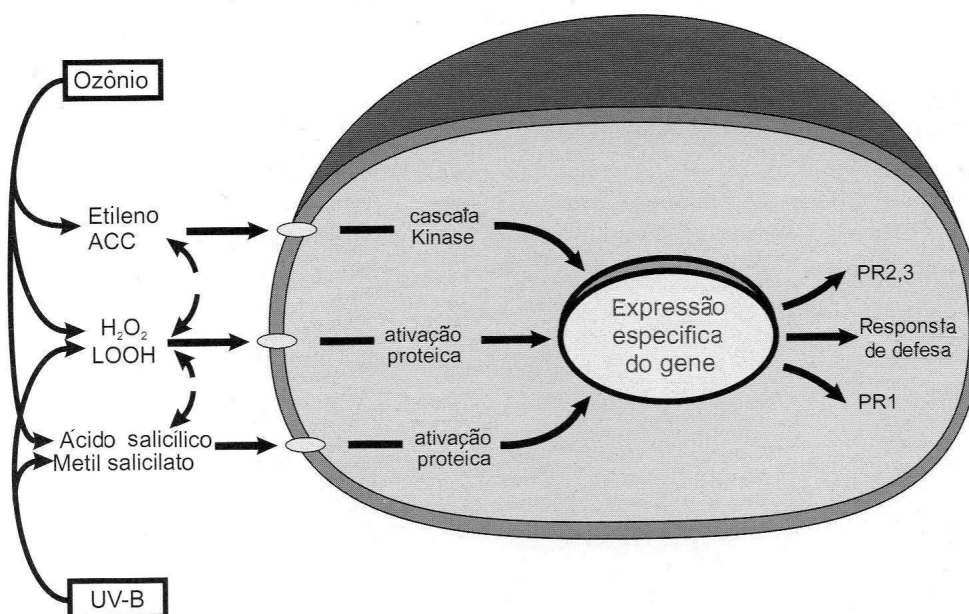 Ozônio
Etileno
ACC
H₂O₂
LOOH
Ácido salicílico
Metil salicilato
UV-B
cascata
Kinase
ativação
proteica
ativação
proteica
Expressão
especifica
do gene
PR2,3
Responsta
de defesa
PR1